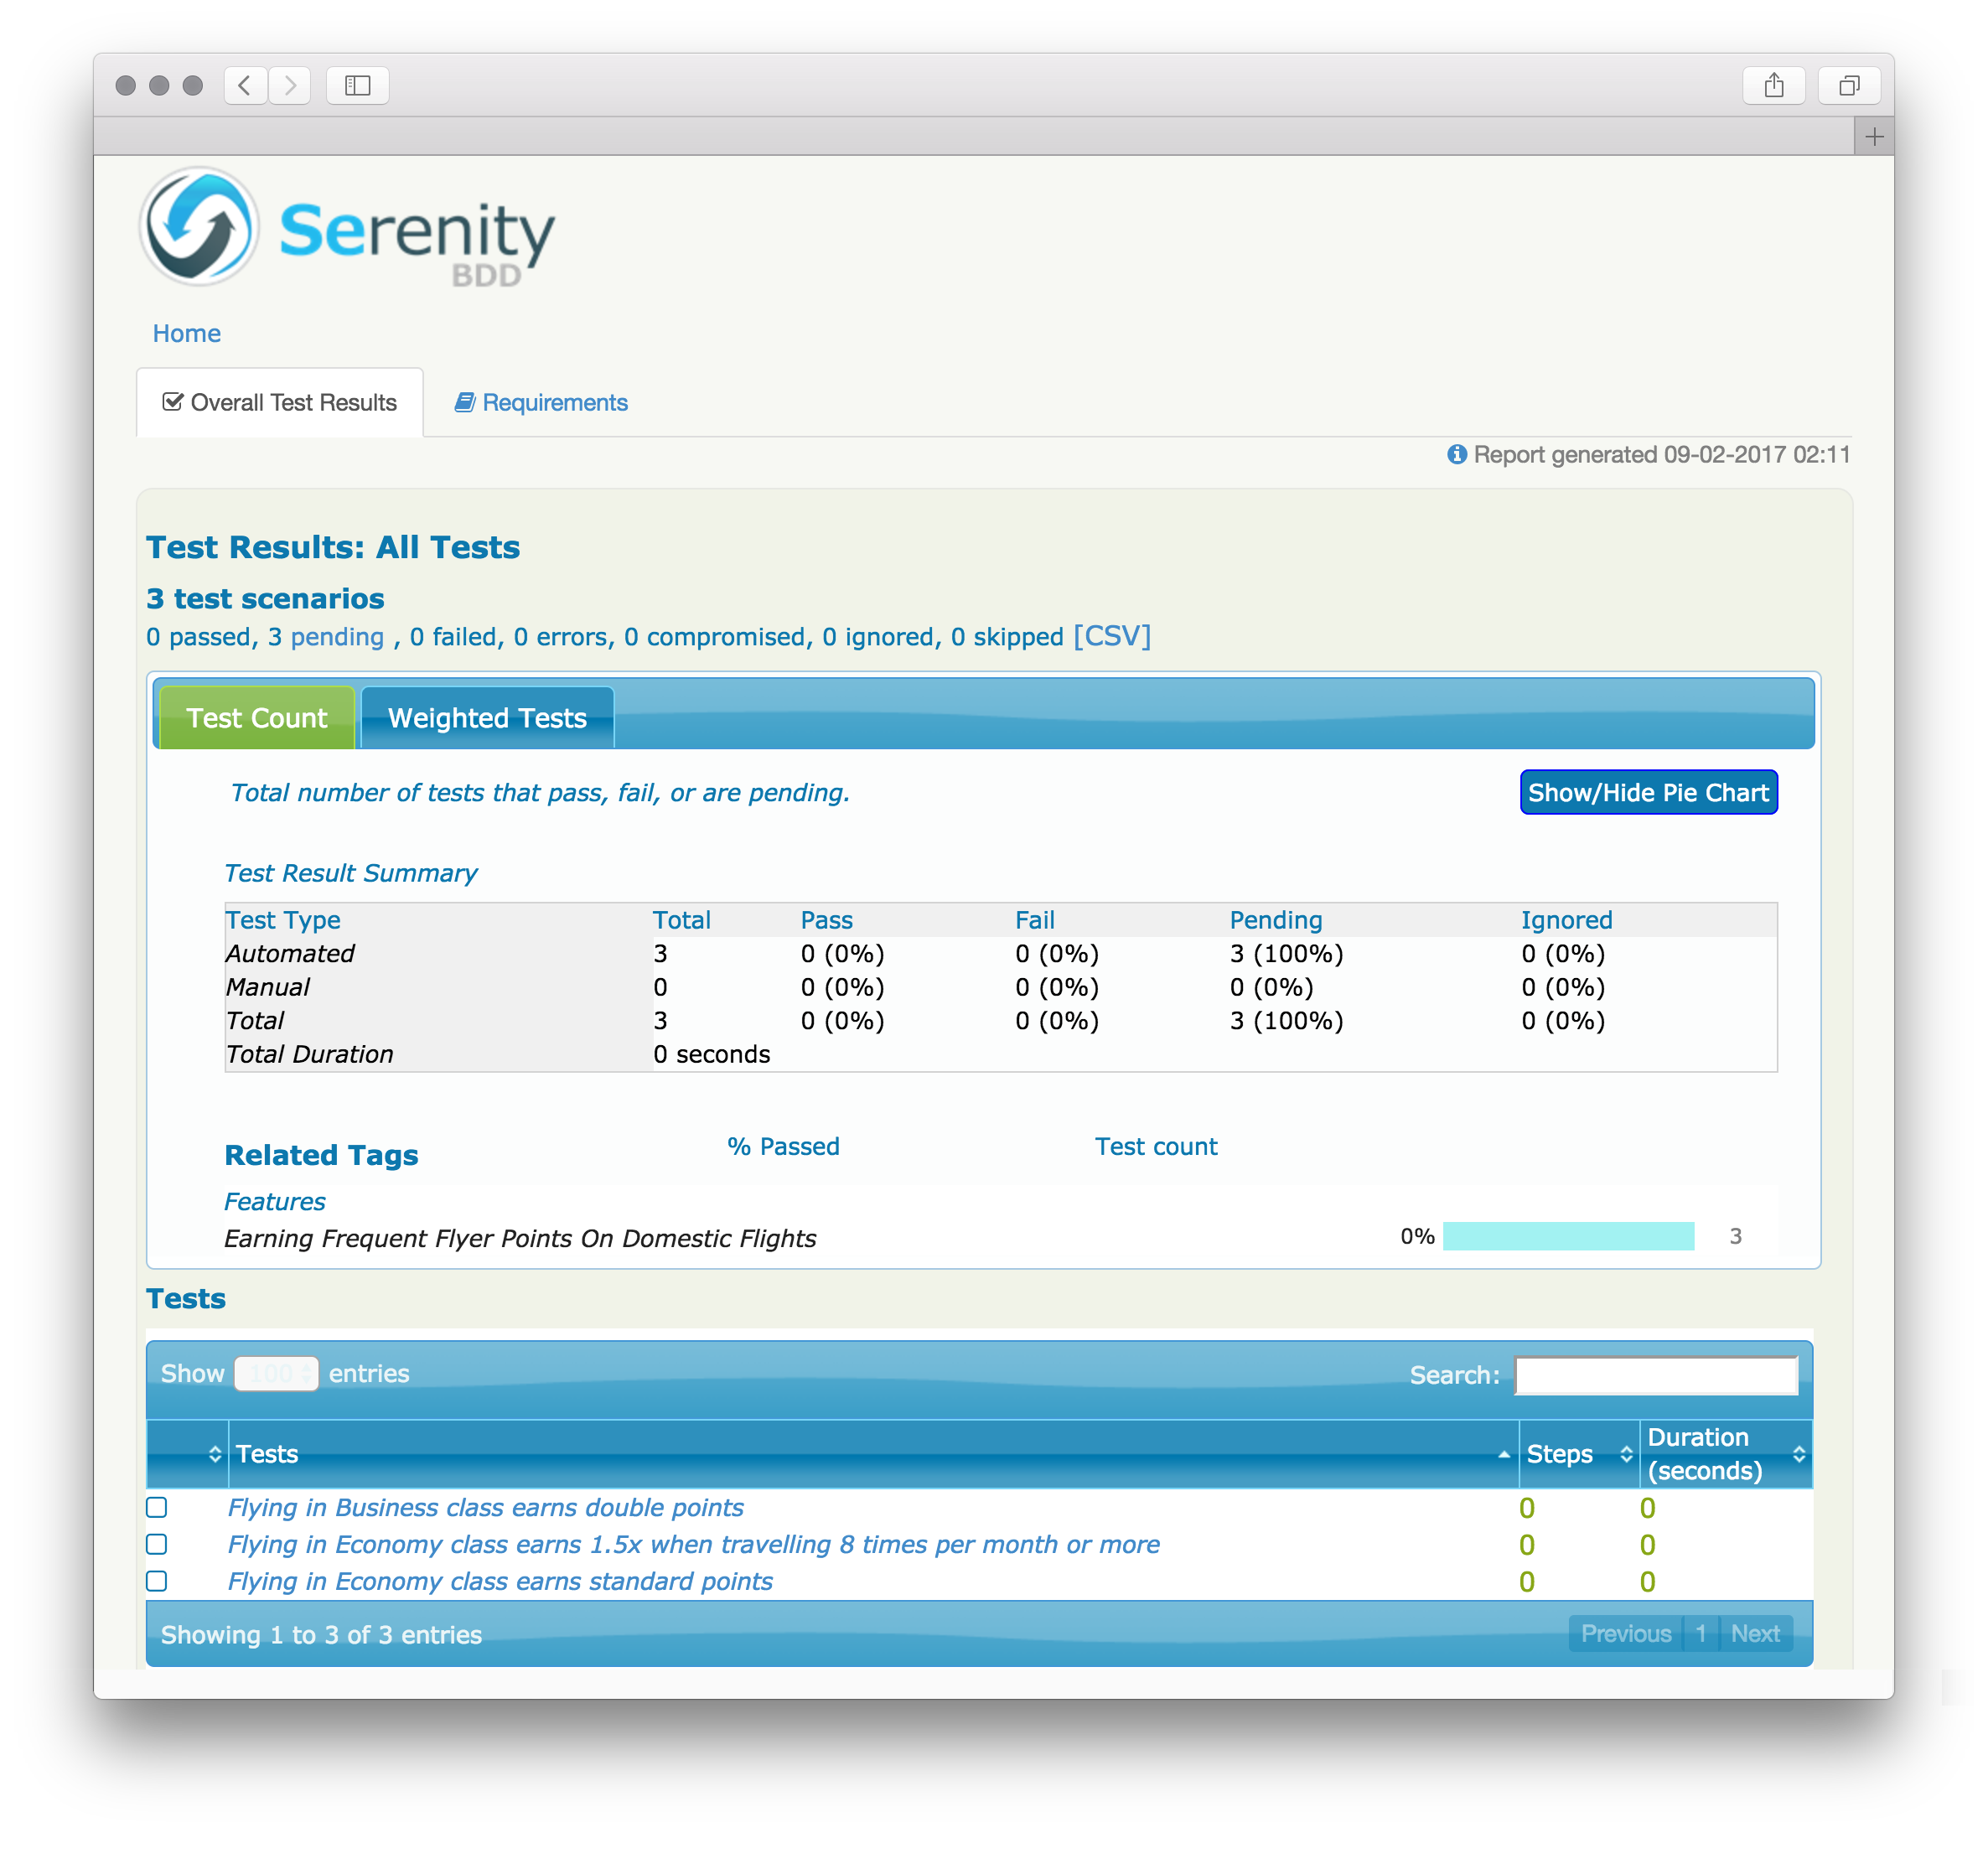 Serenity
BDD
Home
Overall Test Results Requirements
Report generated 09-02-2017 02:11
Test Results: All Tests
3 test scenarios
0 passed, 3 pending , 0 failed, 0 errors, 0 compromised, 0 ignored, 0 skipped [CSV]
Test Count Weighted Tests
Total number of tests that pass, fail, or are pending. Show/Hide Pie Chart
Test Result Summary
Test Type Total Pass Fail Pending Ignored
Automated 3 0 (0%) 0 (0%) 3 (100%) 0 (0%)
Manual 0 0 (0%) 0 (0%) 0 (0%) 0 (0%)
Total 3 0 (0%) 0 (0%) 3 (100%) 0 (0%)
Total Duration 0 seconds
Related Tags % Passed Test count
Features
Earning Frequent Flyer Points On Domestic Flights 0% 3
Tests
Show 100 entries Search:
Tests Steps Duration (seconds)
Flying in Business class earns double points 0 0
Flying in Economy class earns 1.5x when travelling 8 times per month or more 0 0
Flying in Economy class earns standard points 0 0
Showing 1 to 3 of 3 entries Previous 1 Next